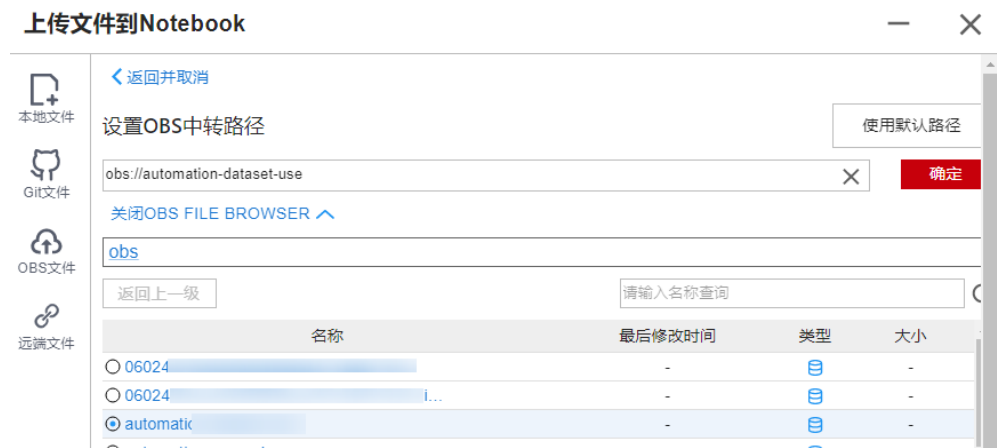 上传文件到Notebook
返回并取消
本地文件
设置OBS中转路径
使用默认路径
obs://automation-dataset-use
确定
Git文件
关闭OBS FILE BROWSER
obs
OBS文件
返回上一级
请输入名称查询
远端文件
名称 最后修改时间 类型 大小
06024 - -
06024 i... - -
automatic - -